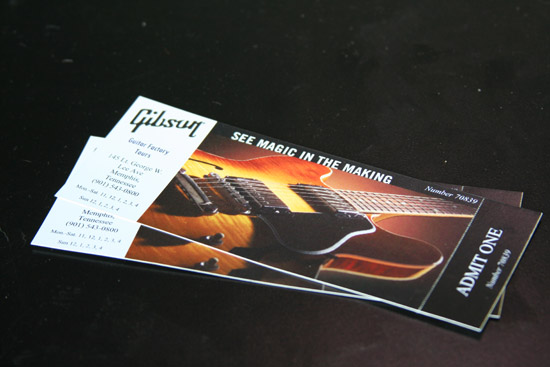 Gibson
Guitar Factory
Tours
145 Lt. George W.
Lee Ave
Memphis,
Tennessee
(901) 543-0800
Mon.-Sat. 11, 12, 1, 2, 3, 4
Sun 12, 1, 2, 3, 4
SEE MAGIC IN THE MAKING
Number 70839
ADMIT ONE
Number 70839
Memphis,
Tennessee
(901) 543-0800
Mon.-Sat. 11, 12, 1, 2, 3, 4
Sun 12, 1, 2, 3, 4